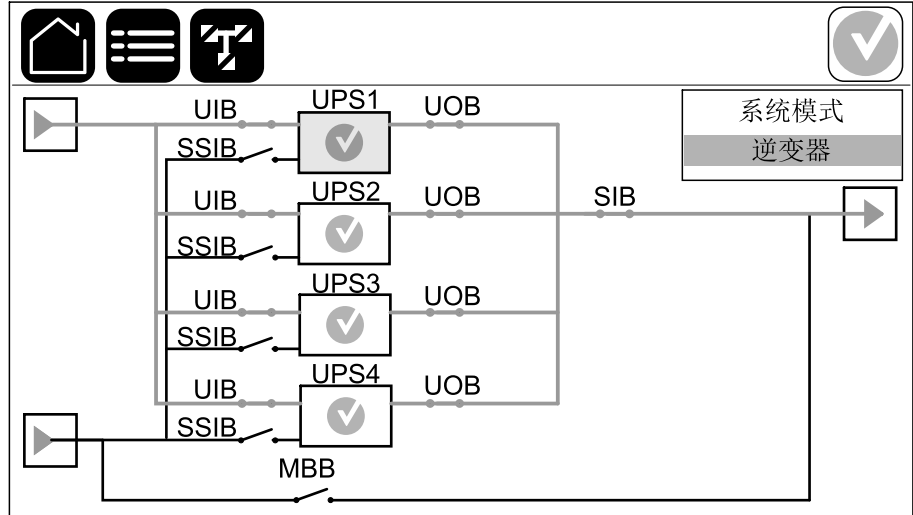 系统模式
逆变器
UIB UPS1 UOB
SSIB
UIB UPS2 UOB SIB
SSIB
UIB UPS3 UOB
SSIB
UIB UPS4 UOB
SSIB
MBB